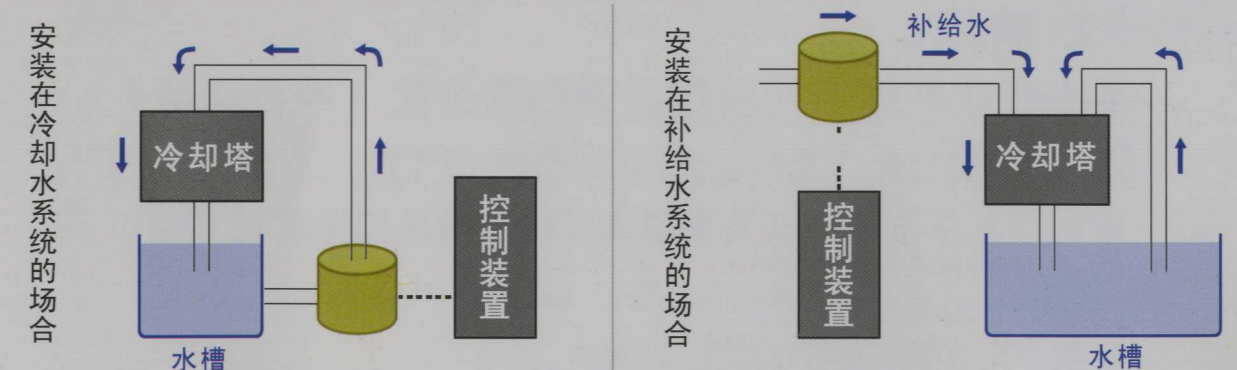 安装在冷却水系统的场合
冷却塔
控制装置
水槽
安装在补给水系统的场合
补给水
冷却塔
控制装置
水槽